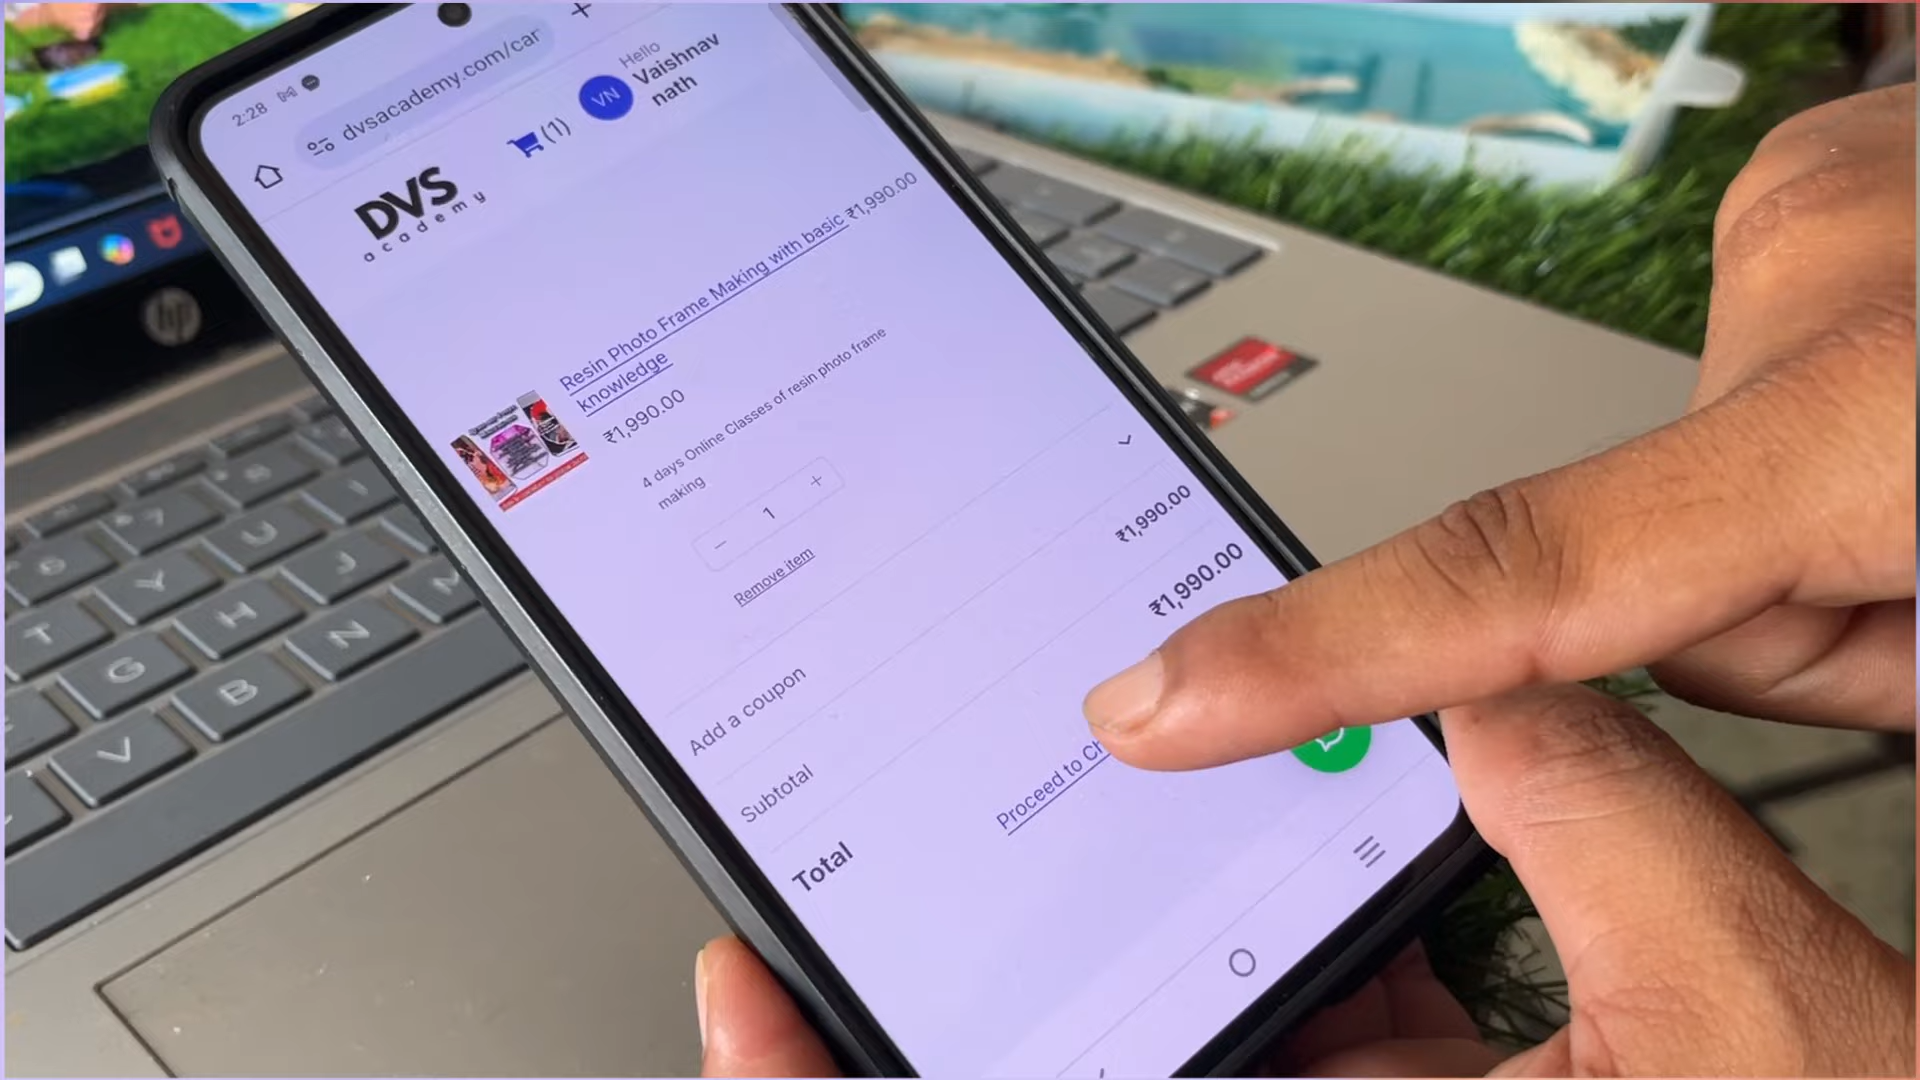 2:28
dvsacademy.com/car
Hello
Vaishnav
nath
VN
(1)
DVS
academy
Resin Photo Frame Making with basic
knowledge
₹1,990.00
₹1,990.00
4 days Online Classes of resin photo frame
making
1
Remove item
Add a coupon
Subtotal
₹1,990.00
Total
₹1,990.00
Proceed to Ch
hp
Y
H
N
T
G
B
V